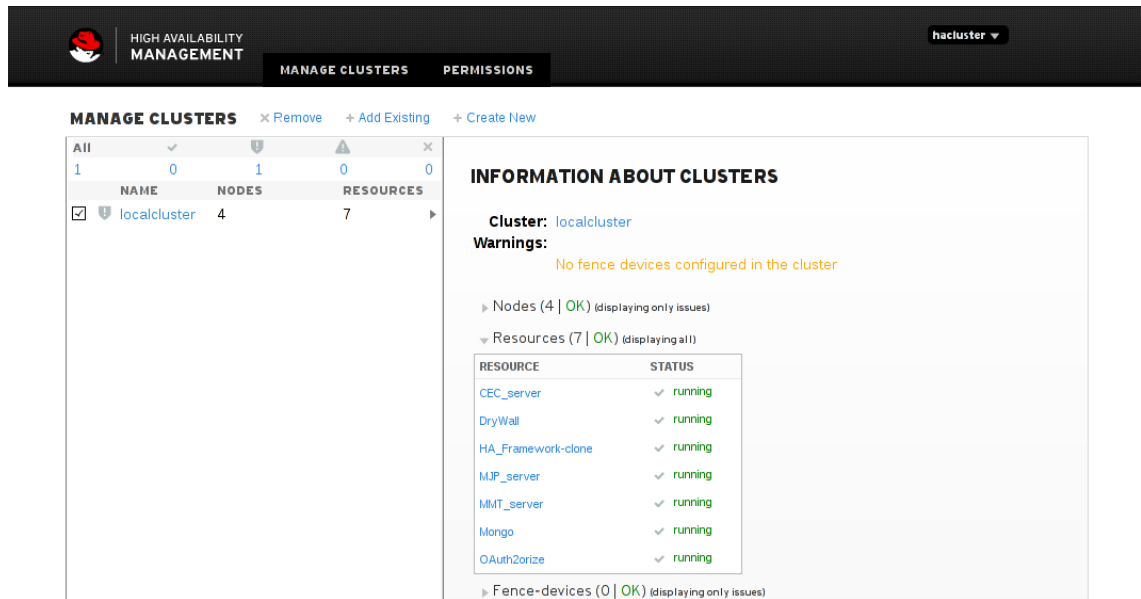 HIGH AVAILABILITY
MANAGEMENT
hacluster
MANAGE CLUSTERS PERMISSIONS
MANAGE CLUSTERS Remove + Add Existing + Create New
All
1 0 1 0 0
NAME NODES RESOURCES
localcluster 4 7
INFORMATION ABOUT CLUSTERS
Cluster: localcluster
Warnings:
No fence devices configured in the cluster
Nodes (4 | OK) (displaying only issues)
Resources (7 | OK) (displaying all)
RESOURCE STATUS
CEC_server running
DryWall running
HA_Framework-clone running
MJP_server running
MMT_server running
Mongo running
OAuth2orize running
Fence-devices (0 | OK) (displaying only issues)